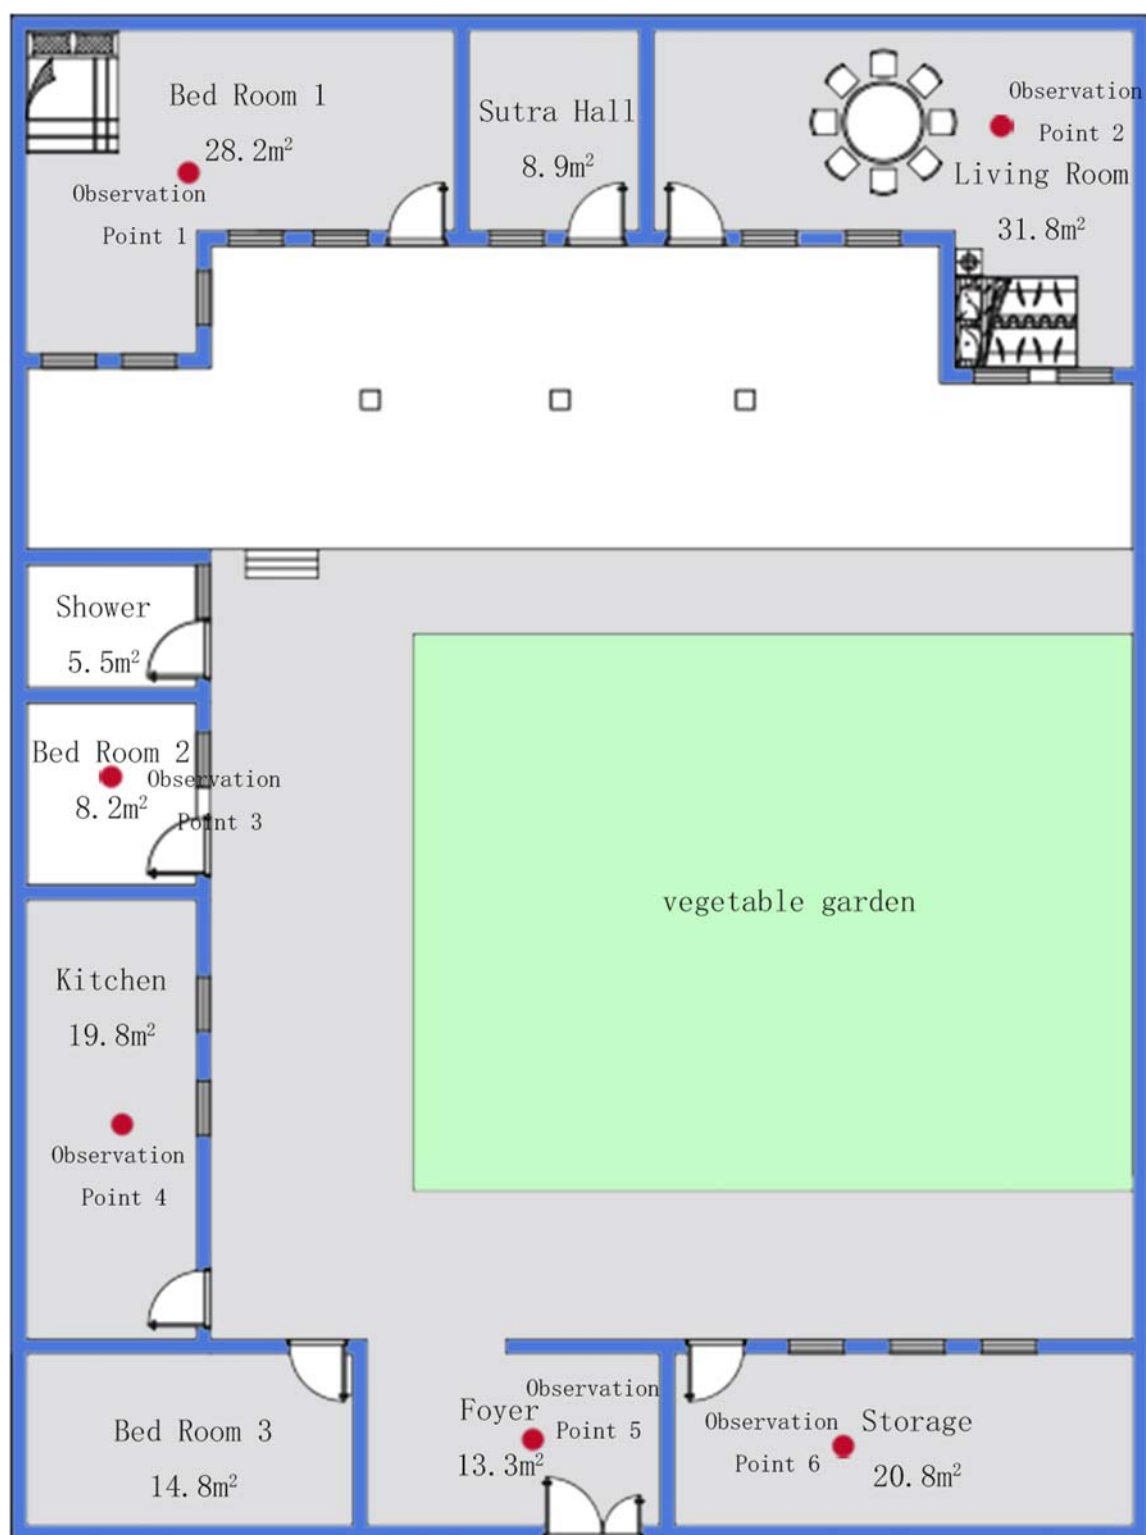 Bed Room 1
28.2m²
Observation
Point 1
Sutra Hall
8.9m²
Observation
Point 2
Living Room
31.8m²
Shower
5.5m²
Bed Room 2
8.2m²
Observation
Point 3
vegetable garden
Kitchen
19.8m²
Observation
Point 4
Bed Room 3
14.8m²
Foyer
13.3m²
Observation
Point 5
Observation
Point 6
Storage
20.8m²